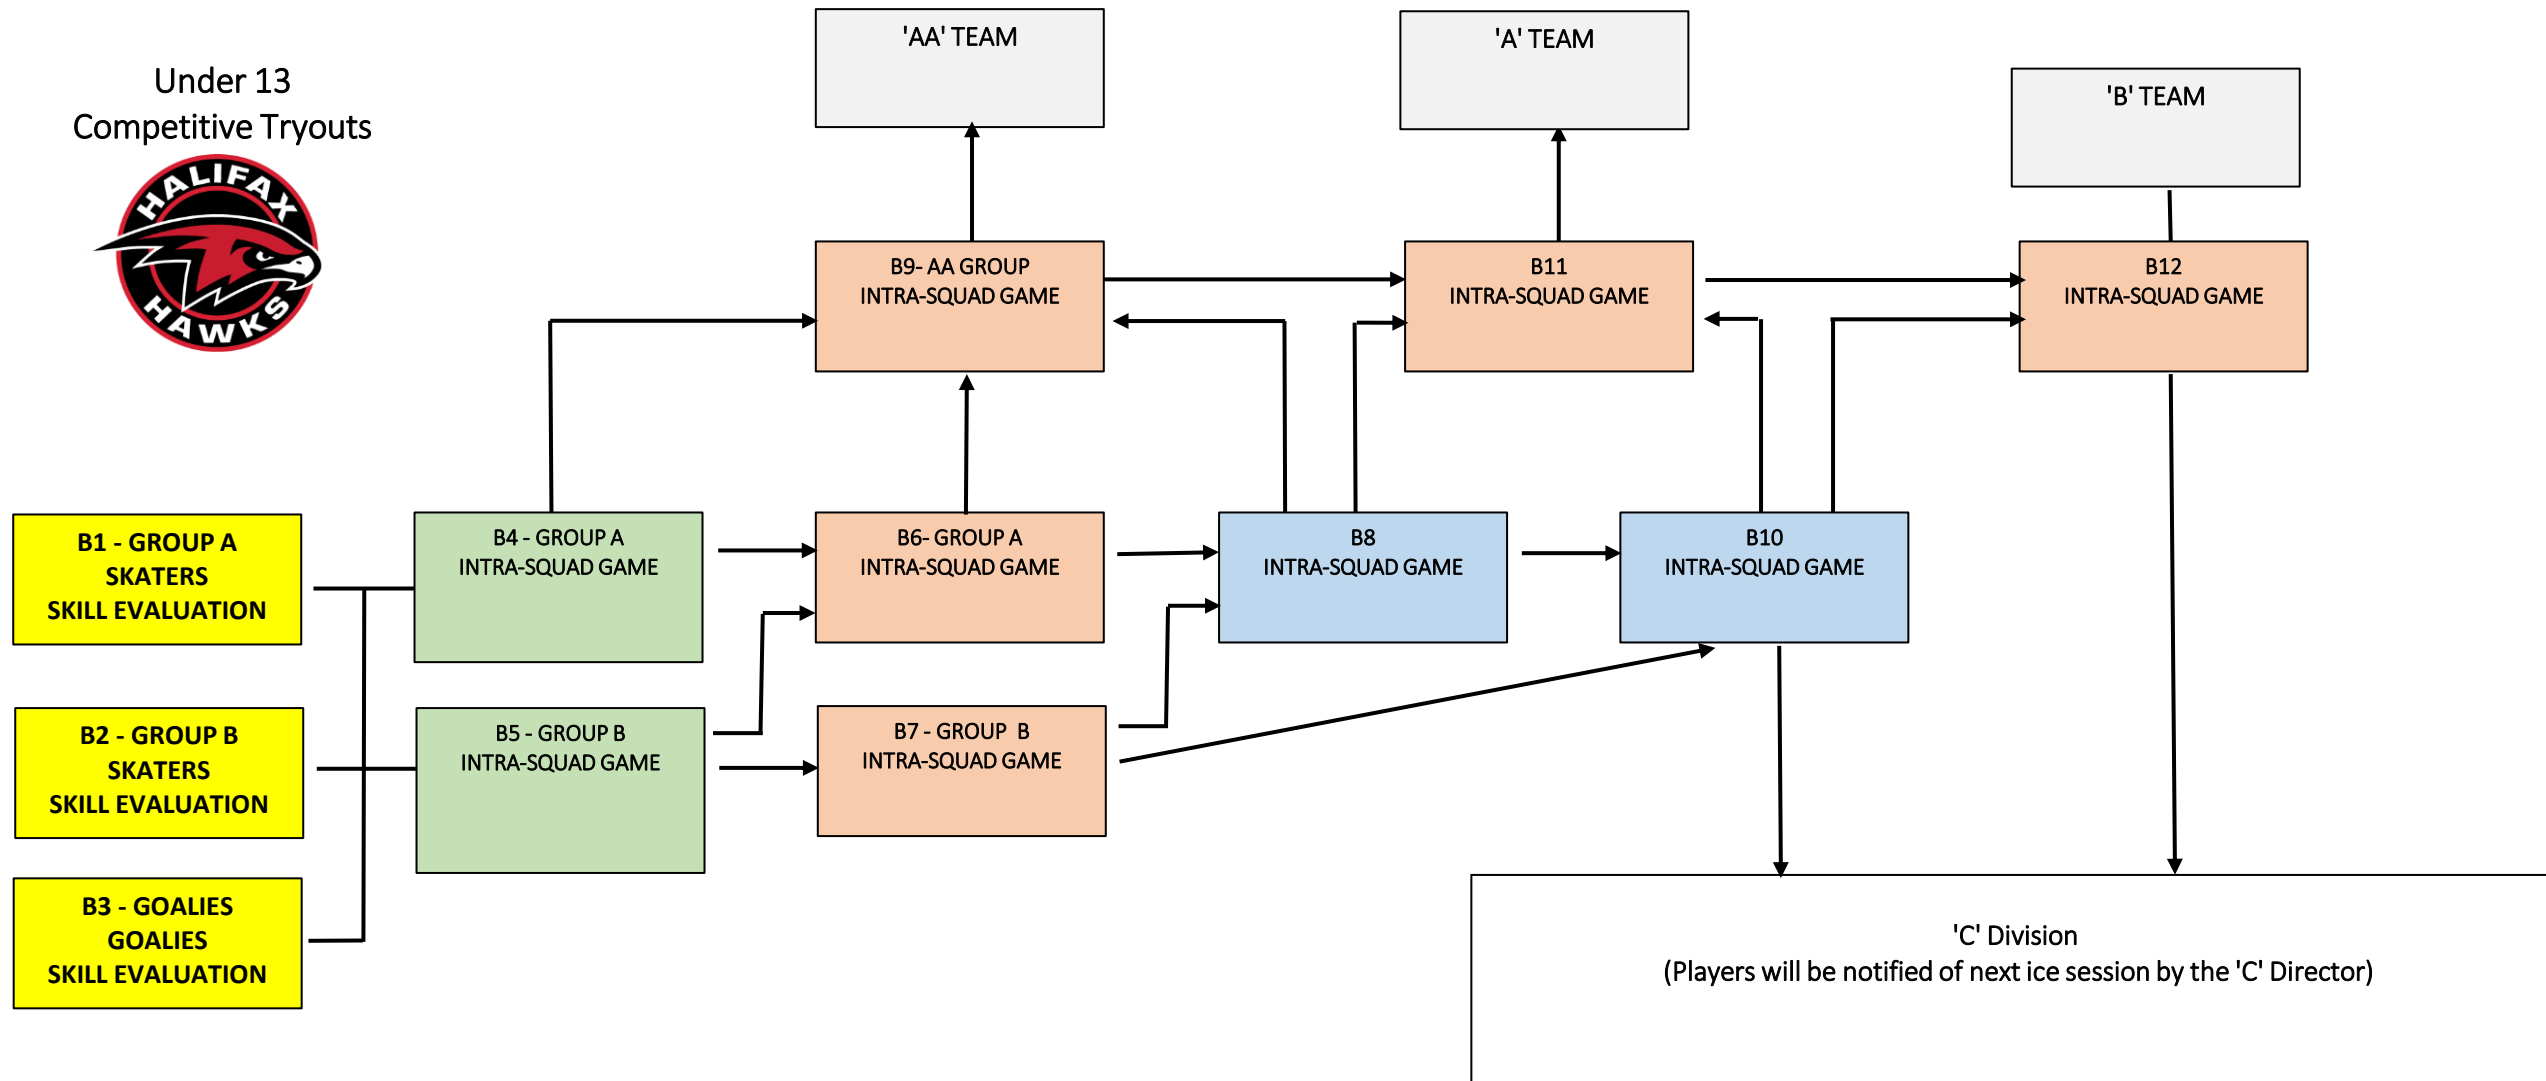 Under 13
Competitive Tryouts
HALIFAX
HAWKS
'AA' TEAM
'A' TEAM
'B' TEAM
B9- AA GROUP
INTRA-SQUAD GAME
B11
INTRA-SQUAD GAME
B12
INTRA-SQUAD GAME
B1 - GROUP A
SKATERS
SKILL EVALUATION
B4 - GROUP A
INTRA-SQUAD GAME
B6- GROUP A
INTRA-SQUAD GAME
B8
INTRA-SQUAD GAME
B10
INTRA-SQUAD GAME
B2 - GROUP B
SKATERS
SKILL EVALUATION
B5 - GROUP B
INTRA-SQUAD GAME
B7 - GROUP  B
INTRA-SQUAD GAME
B3 - GOALIES
GOALIES
SKILL EVALUATION
'C' Division
(Players will be notified of next ice session by the 'C' Director)